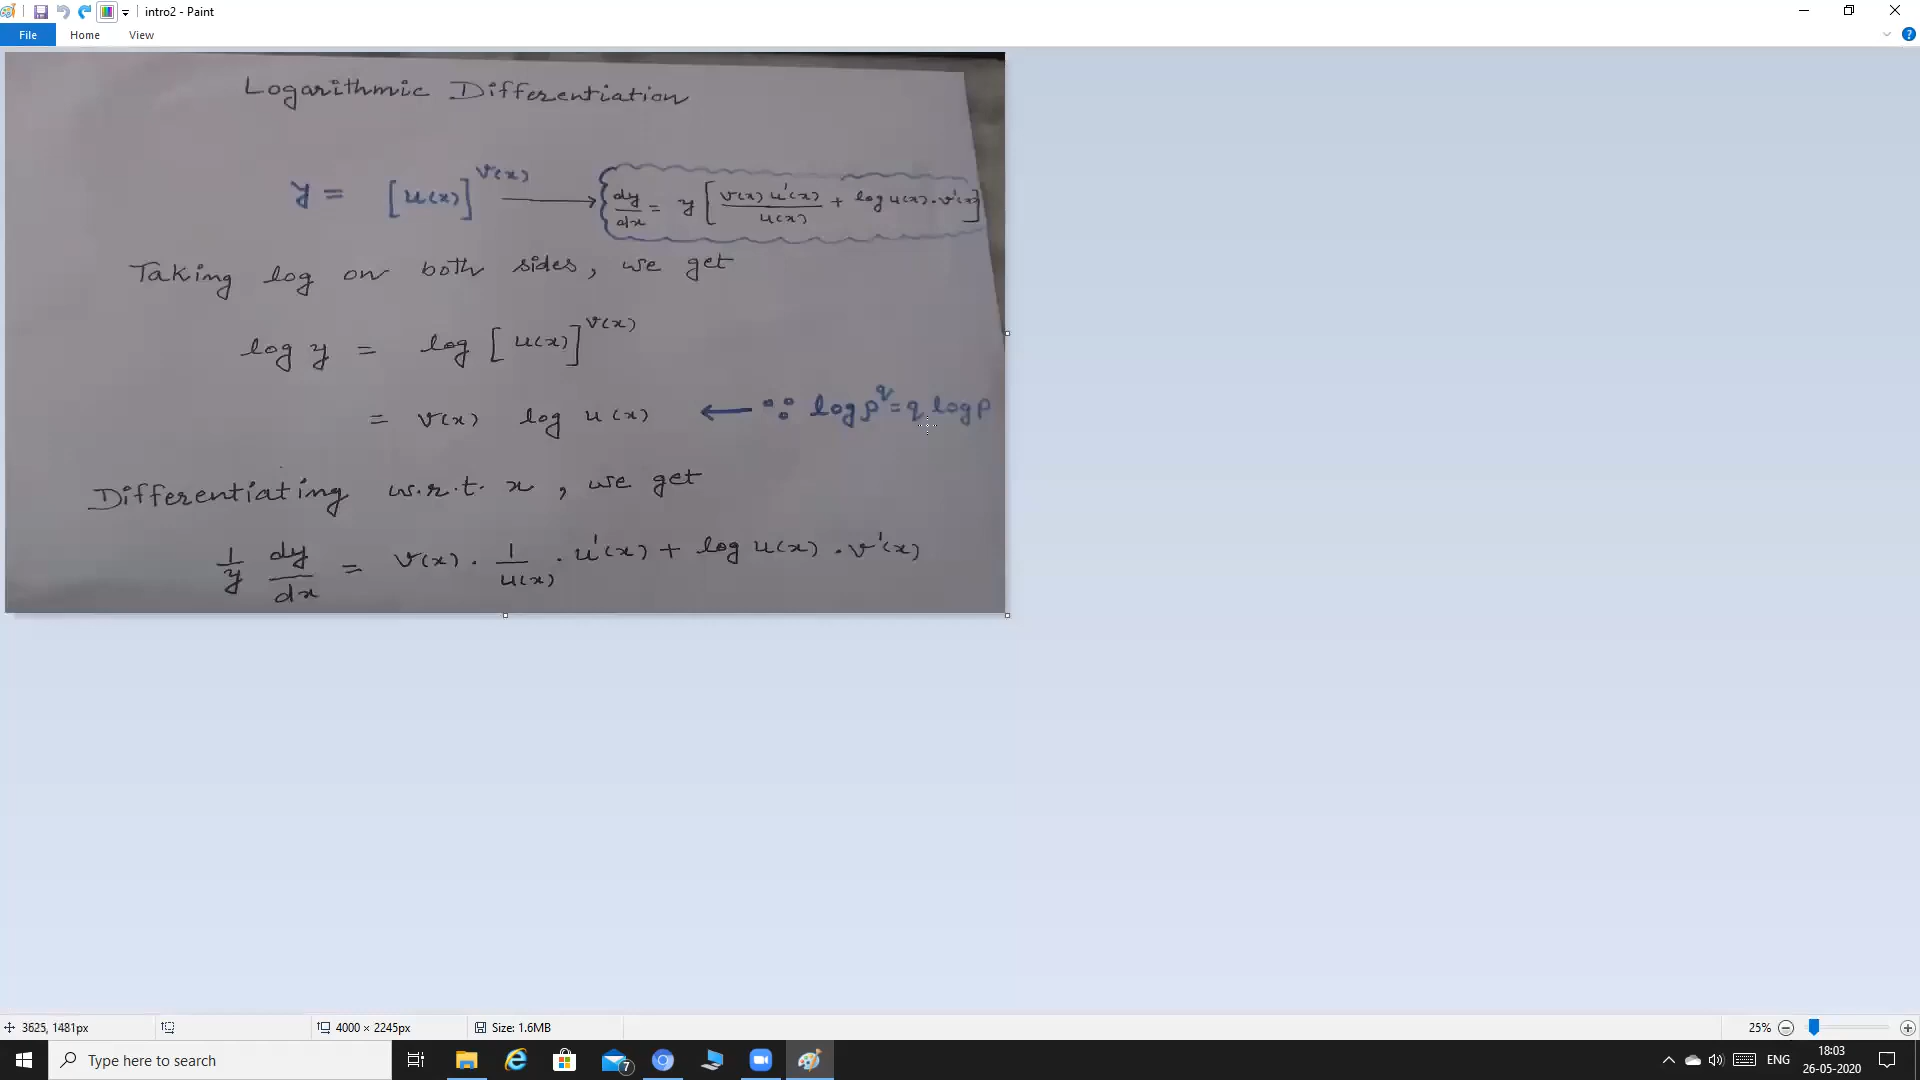 intro2 - Paint
File Home View
Logarithmic Differentiation
y = [u(x)]^v(x) → dy/dx = y [v(x) u'(x)/u(x) + log u(x) · v'(x)]
Taking log on both sides, we get
log y = log [u(x)]^v(x)
= v(x) log u(x) ← ∵ log p^q = q log p
Differentiating w.r.t. x, we get
1/y dy/dx = v(x) · 1/u(x) · u'(x) + log u(x) · v'(x)
3625, 1481px 4000 × 2245px Size: 1.6MB 25%
Type here to search 7 ENG 18:03
26-05-2020